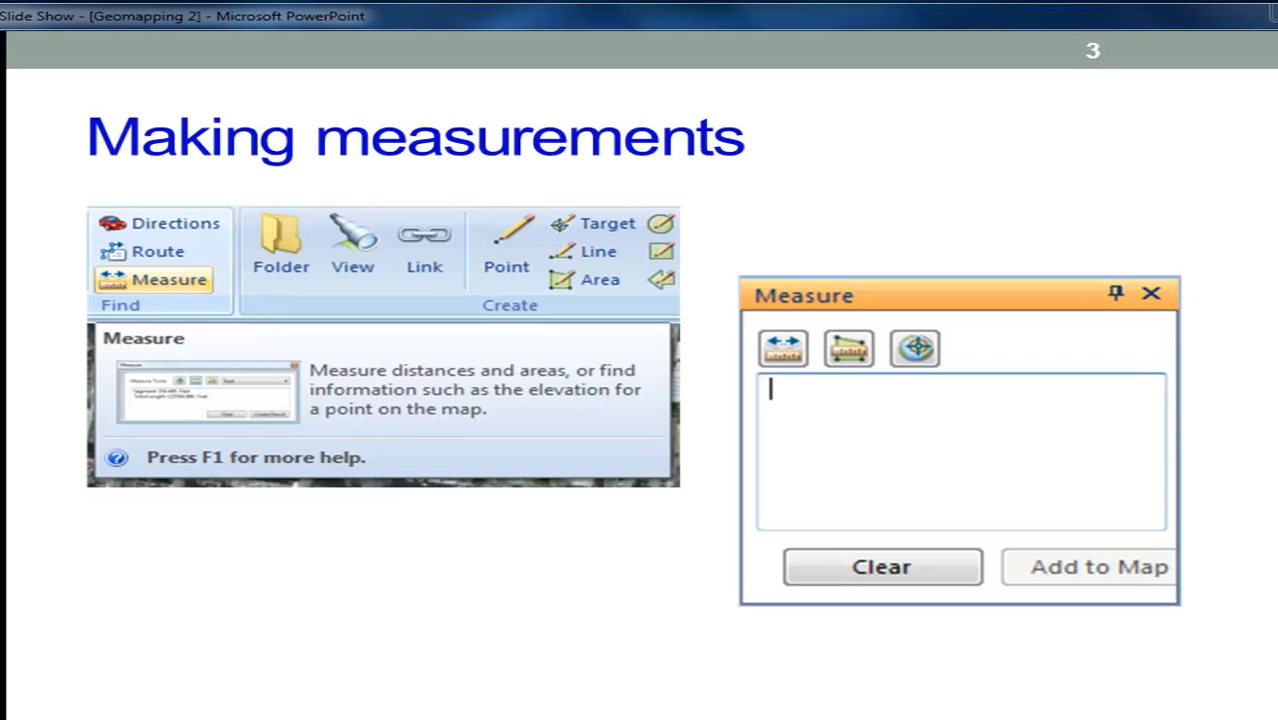 Slide Show - [Geomapping 2] - Microsoft PowerPoint
3
Making measurements
Directions
Route
Measure
Find
Folder
View
Link
Point
Target
Line
Area
Create
Measure
Measure distances and areas, or find
information such as the elevation for
a point on the map.
Press F1 for more help.
Measure
Clear
Add to Map